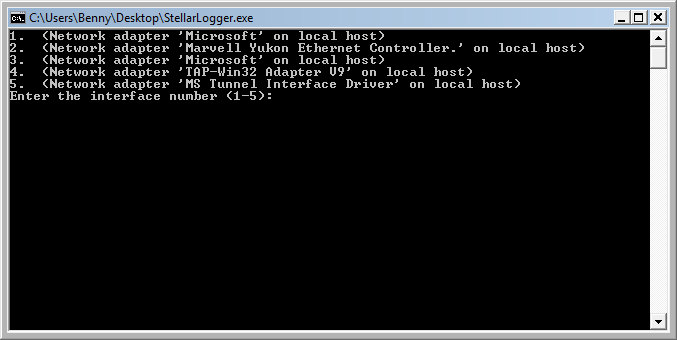 C:\Users\Benny\Desktop\StellarLogger.exe
1.  (Network adapter 'Microsoft' on local host)
2.  (Network adapter 'Marvell Yukon Ethernet Controller.' on local host)
3.  (Network adapter 'Microsoft' on local host)
4.  (Network adapter 'TAP-Win32 Adapter V9' on local host)
5.  (Network adapter 'MS Tunnel Interface Driver' on local host)
Enter the interface number (1-5):